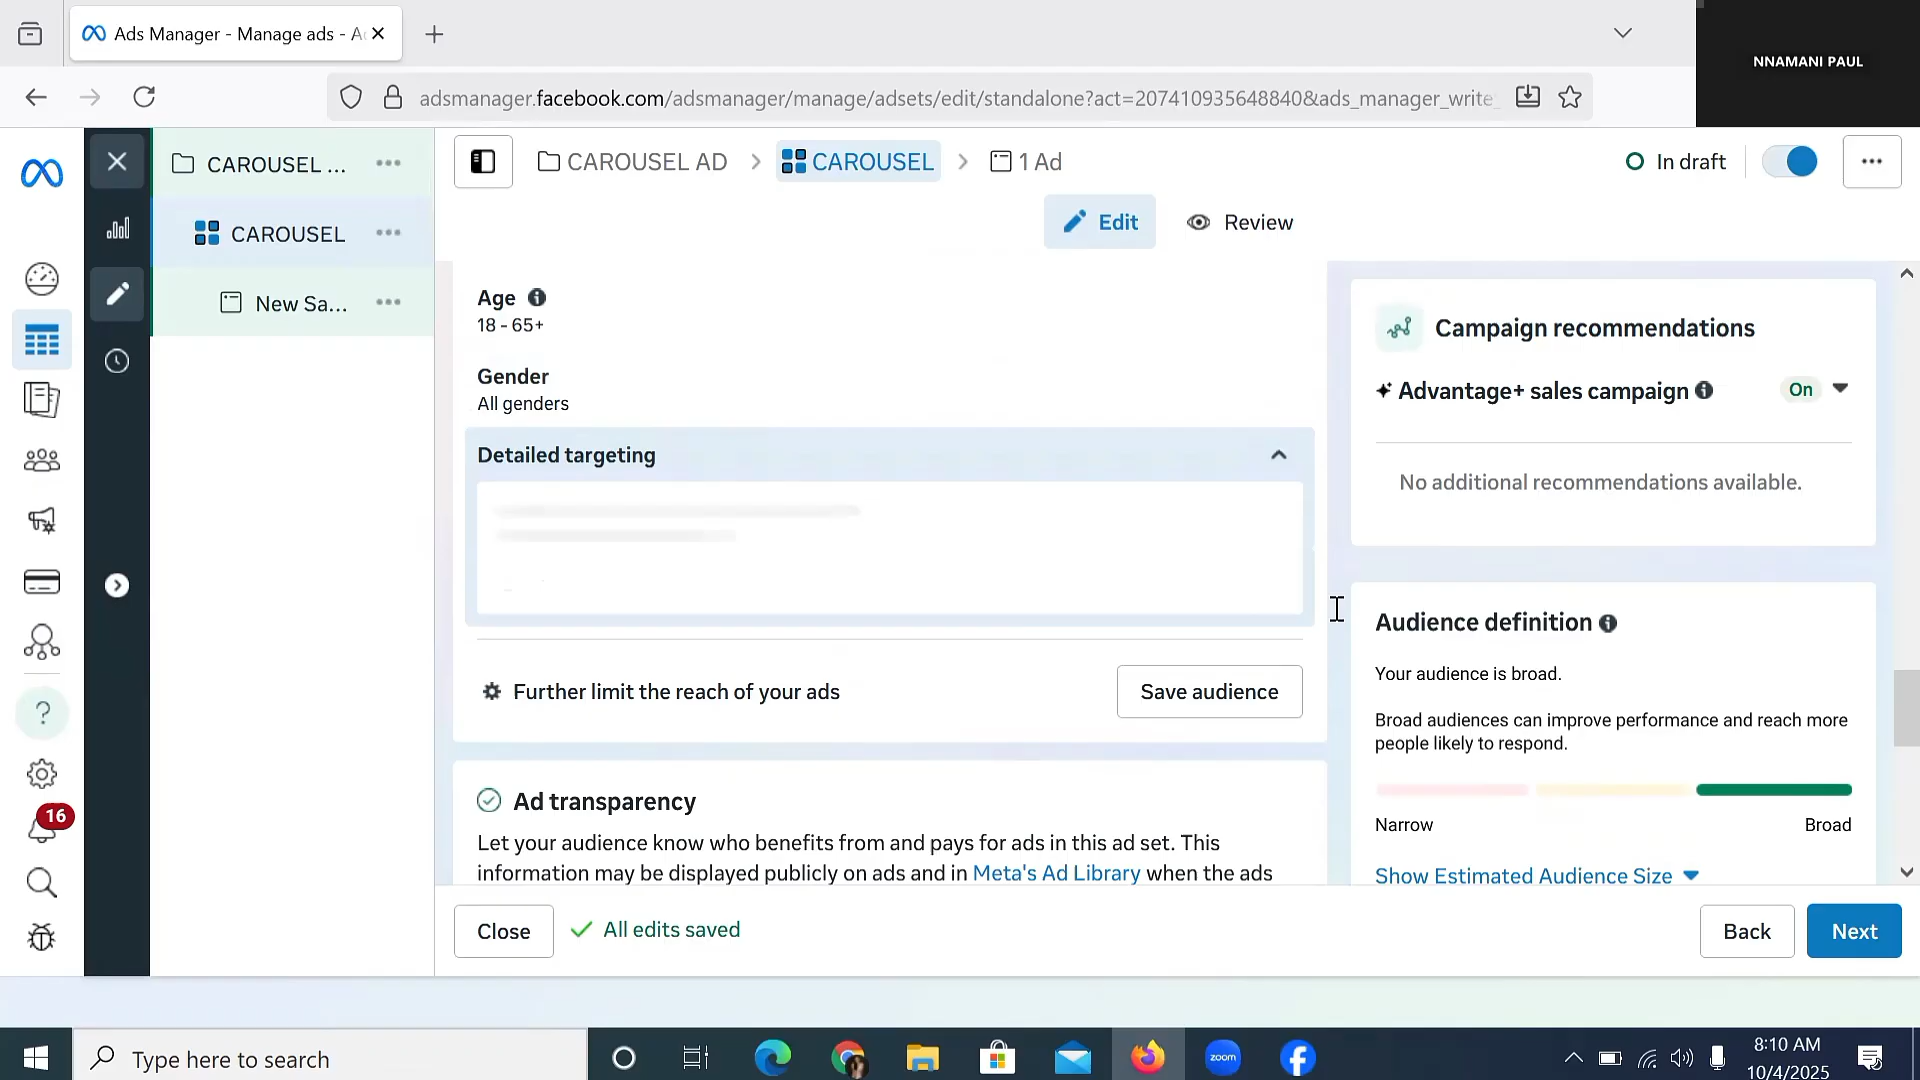 Ads Manager - Manage ads - A
NNAMANI PAUL
adsmanager.facebook.com/adsmanager/manage/adsets/edit/standalone?act=207410935648840&ads_manager_write
CAROUSEL ...
CAROUSEL
New Sa...
CAROUSEL AD
CAROUSEL
1 Ad
In draft
Edit
Review
Age
18 - 65+
Gender
All genders
Detailed targeting
Further limit the reach of your ads
Save audience
Ad transparency
Let your audience know who benefits from and pays for ads in this ad set. This
information may be displayed publicly on ads and in Meta's Ad Library when the ads
Campaign recommendations
Advantage+ sales campaign
On
No additional recommendations available.
Audience definition
Your audience is broad.
Broad audiences can improve performance and reach more
people likely to respond.
Narrow
Broad
Show Estimated Audience Size
16
Close
All edits saved
Back
Next
Type here to search
zoom
8:10 AM
10/4/2025